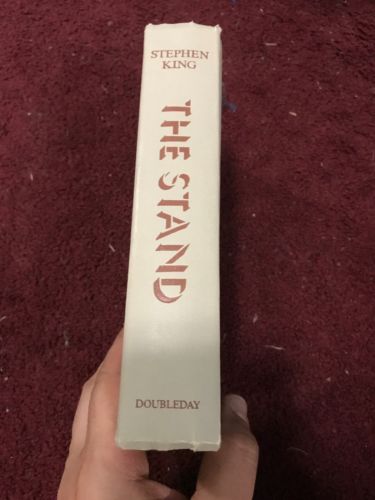 STEPHEN
KING
THE STAND
DOUBLEDAY